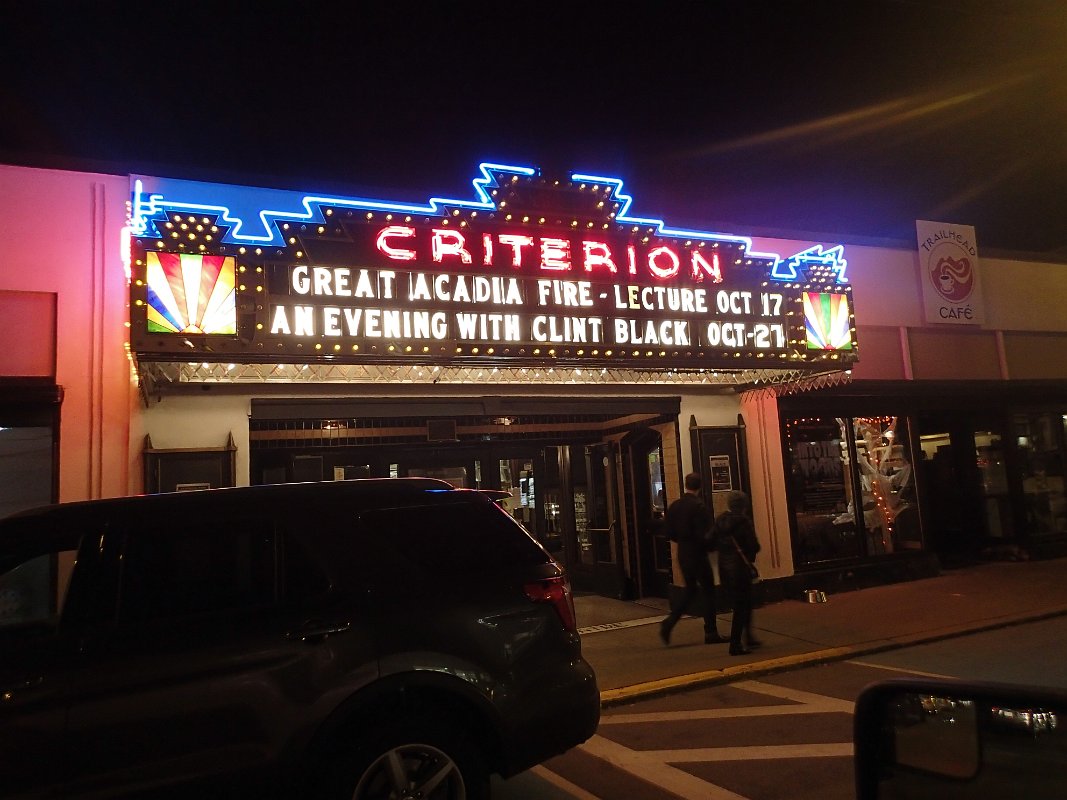 CRITERION
GREAT ACADIA FIRE - LECTURE OCT 17
AN EVENING WITH CLINT BLACK OCT-27
TRAILHEAD
CAFÉ